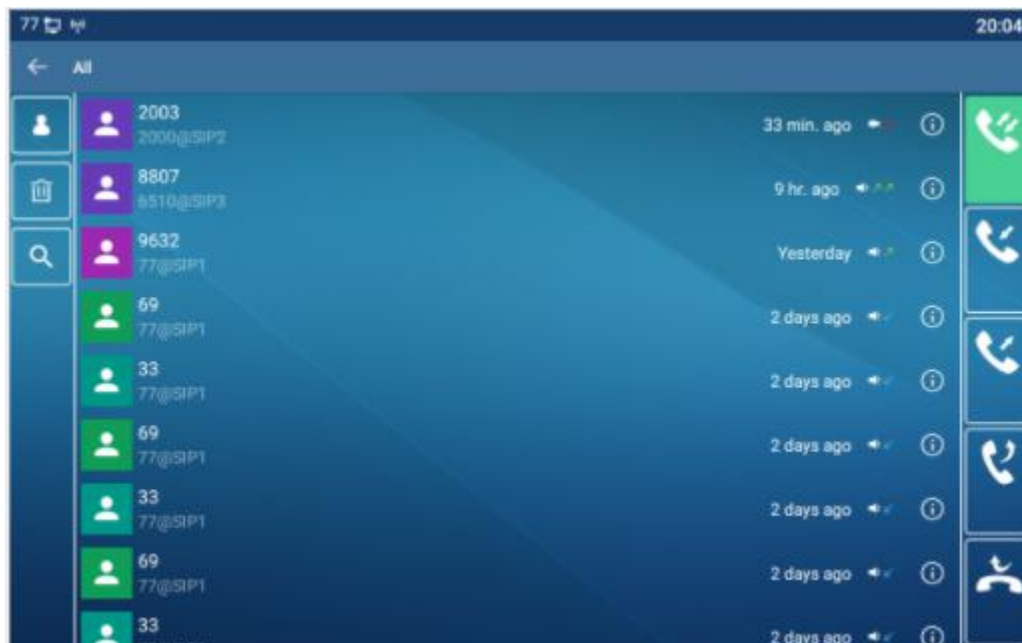 77
20:04
All
2003
33 min. ago
2000@SIP2
8807
9 hr. ago
6510@SIP3
9632
Yesterday
77@SIP1
69
2 days ago
77@SIP1
33
2 days ago
77@SIP1
69
2 days ago
77@SIP1
33
2 days ago
77@SIP1
69
2 days ago
77@SIP1
33
2 days ago